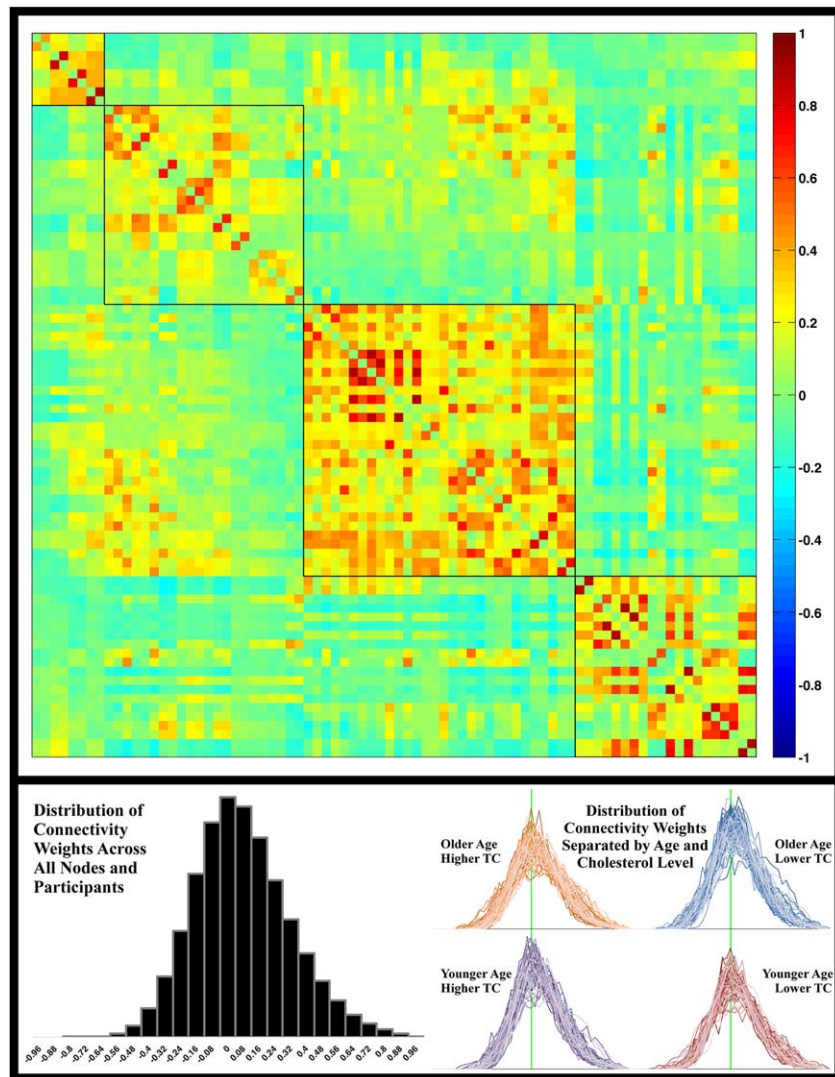 1
0.8
0.6
0.4
0.2
0
-0.2
-0.4
-0.6
-0.8
-1
Distribution of
Connectivity
Weights Across
All Nodes and
Participants
-0.96
-0.88
-0.8
-0.72
-0.64
-0.56
-0.48
-0.4
-0.32
-0.24
-0.16
-0.08
0
0.08
0.16
0.24
0.32
0.4
0.48
0.56
0.64
0.72
0.8
0.88
0.96
Distribution of
Connectivity Weights
Separated by Age and
Cholesterol Level
Older Age
Higher TC
Older Age
Lower TC
Younger Age
Higher TC
Younger Age
Lower TC